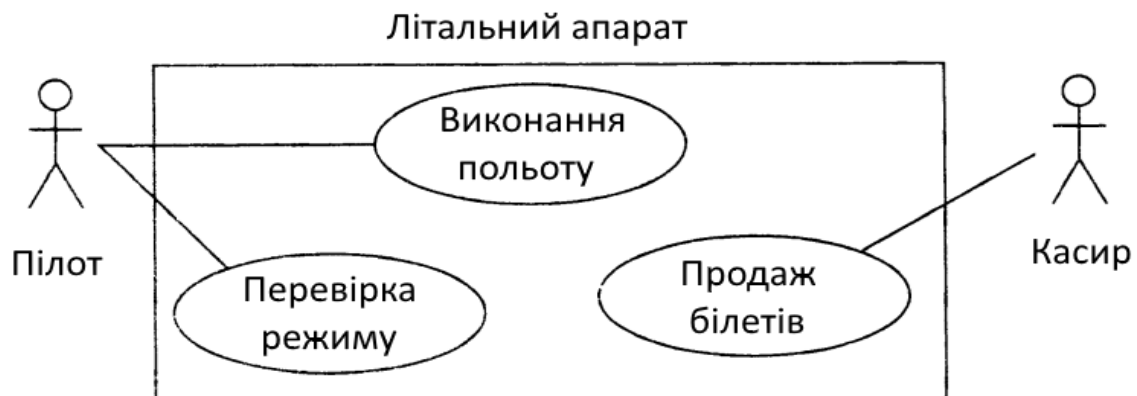 Літальний апарат
Виконання
польоту
Пілот
Касир
Перевірка
режиму
Продаж
білетів